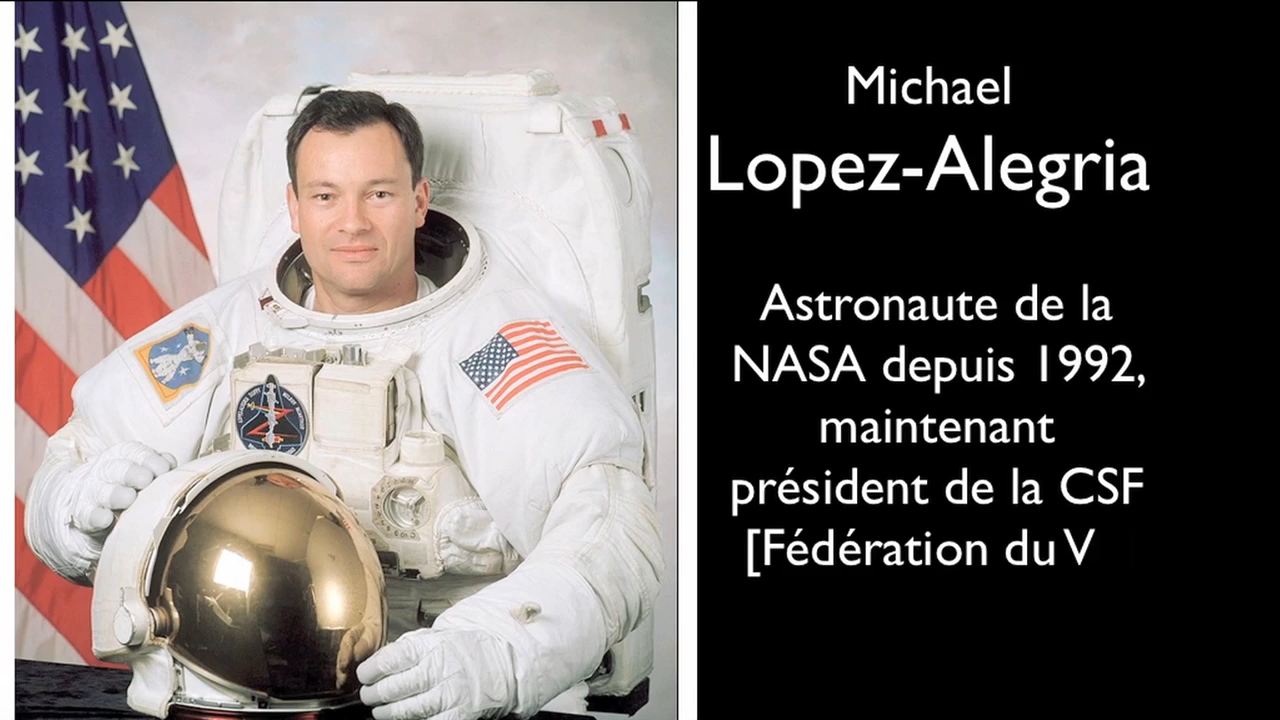 Michael
Lopez-Alegria
Astronaute de la
NASA depuis 1992,
maintenant
président de la CSF
[Fédération du V